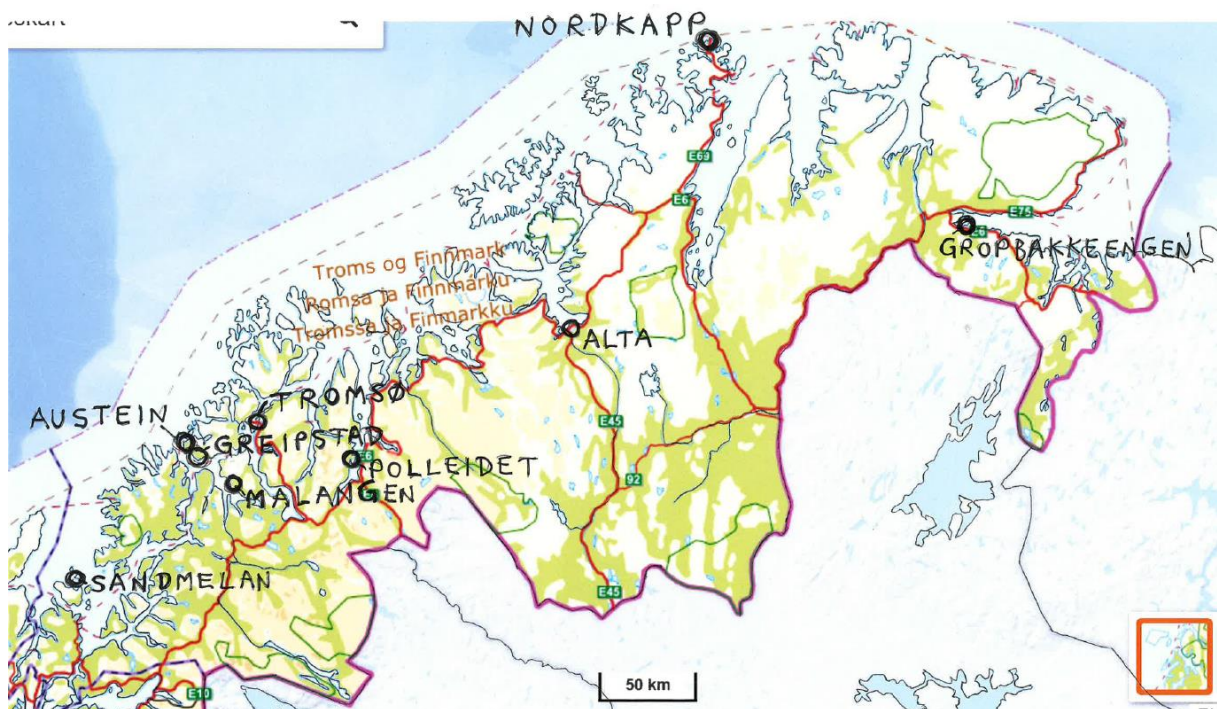 NORDKAPP
E69
E6
E75
E6
GROPBAKKEENGEN
Troms og Finnmark
Romsa ja Finnmárku
Tromssa ja Finmarkku
ALTA
TROMSØ
AUSTEIN
GREIPSTAD
E6
POLLEIDET
MALANGEN
E45
92
SANDMELAN
E45
E10
50 km